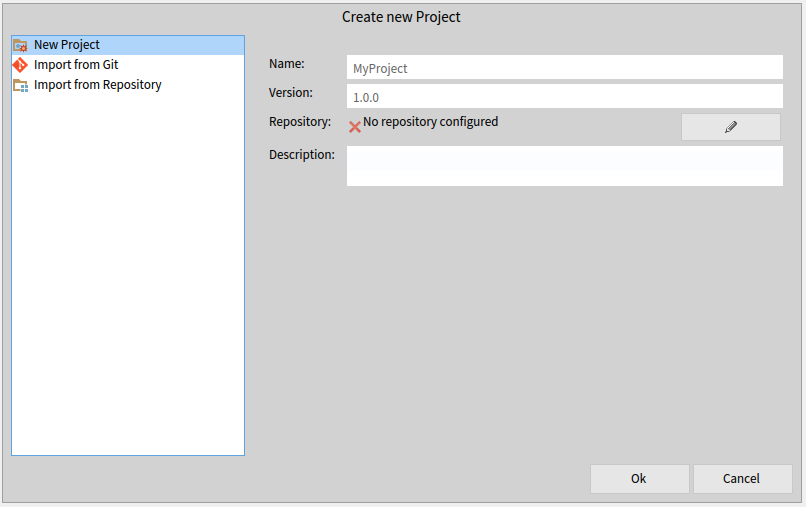 Create new Project
New Project
Import from Git
Import from Repository
Name:
MyProject
Version:
1.0.0
Repository:
No repository configured
Description:
Ok
Cancel